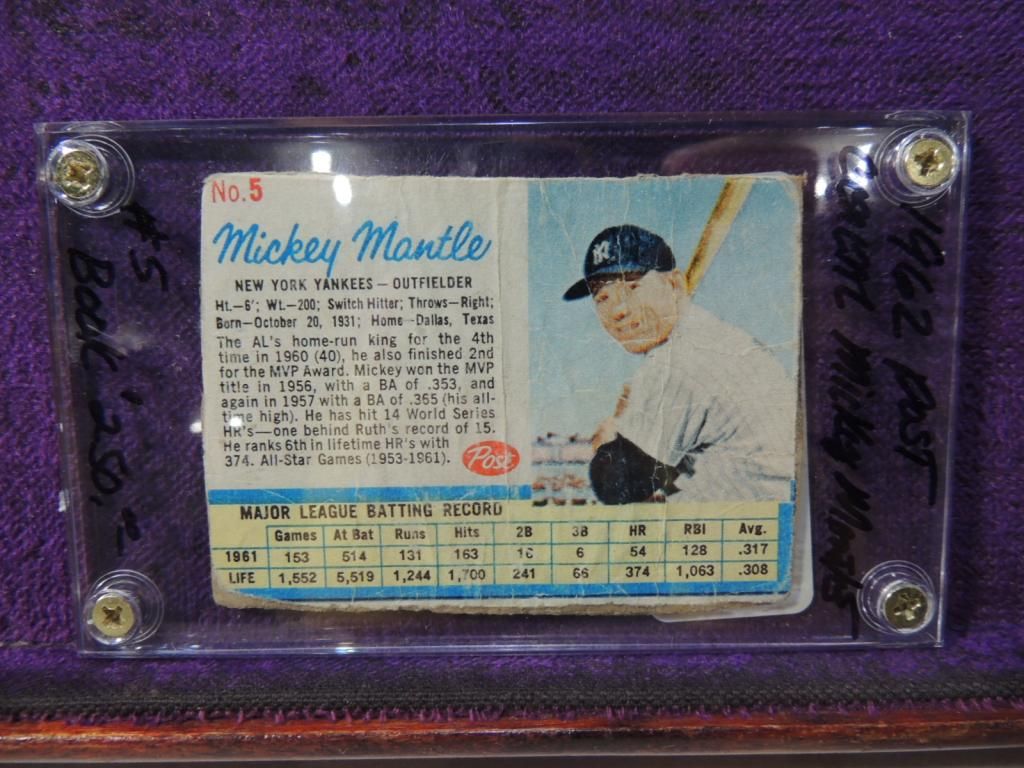 No. 5
Mickey Mantle
NEW YORK YANKEES — OUTFIELDER
Ht.—6'; Wt.—200; Switch Hitter; Throws—Right;
Born—October 20, 1931; Home—Dallas, Texas
The AL's home-run king for the 4th
time in 1960 (40), he also finished 2nd
for the MVP Award. Mickey won the MVP
title in 1956, with a BA of .353, and
again in 1957 with a BA of .365 (his all-
time high). He has hit 14 World Series
HR's—one behind Ruth's record of 15.
He ranks 6th in lifetime HR's with
374. All-Star Games (1953-1961).
Post
NY
MAJOR LEAGUE BATTING RECORD
Games At Bat Runs Hits 2B 3B HR RBI Avg.
1961 153 514 131 163 16 6 54 128 .317
LIFE 1,552 5,519 1,244 1,700 241 66 374 1,063 .308
#5
Book
1962 POST